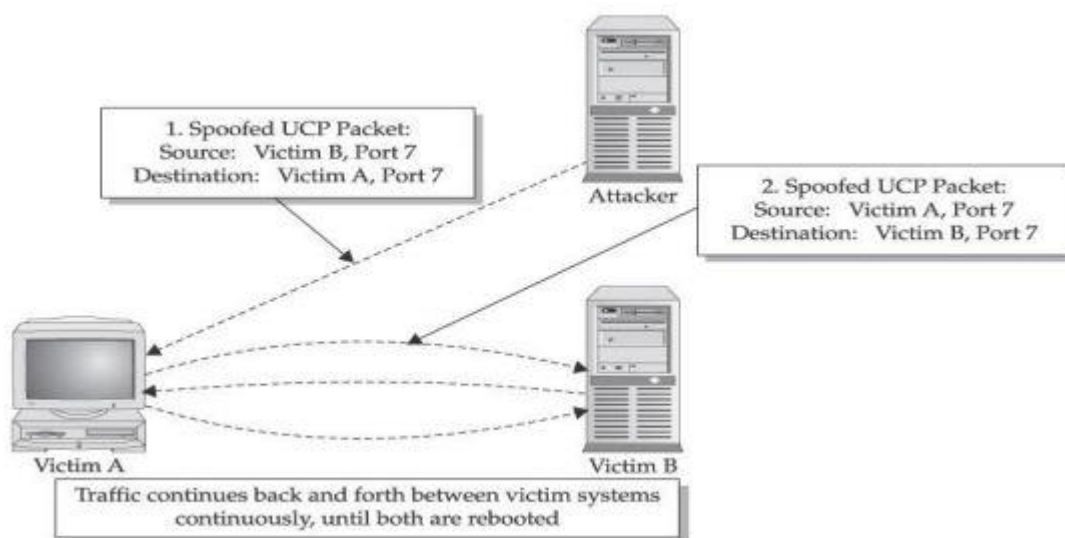 1. Spoofed UCP Packet:
Source: Victim B, Port 7
Destination: Victim A, Port 7
Attacker
2. Spoofed UCP Packet:
Source: Victim A, Port 7
Destination: Victim B, Port 7
Victim A
Victim B
Traffic continues back and forth between victim systems
continuously, until both are rebooted